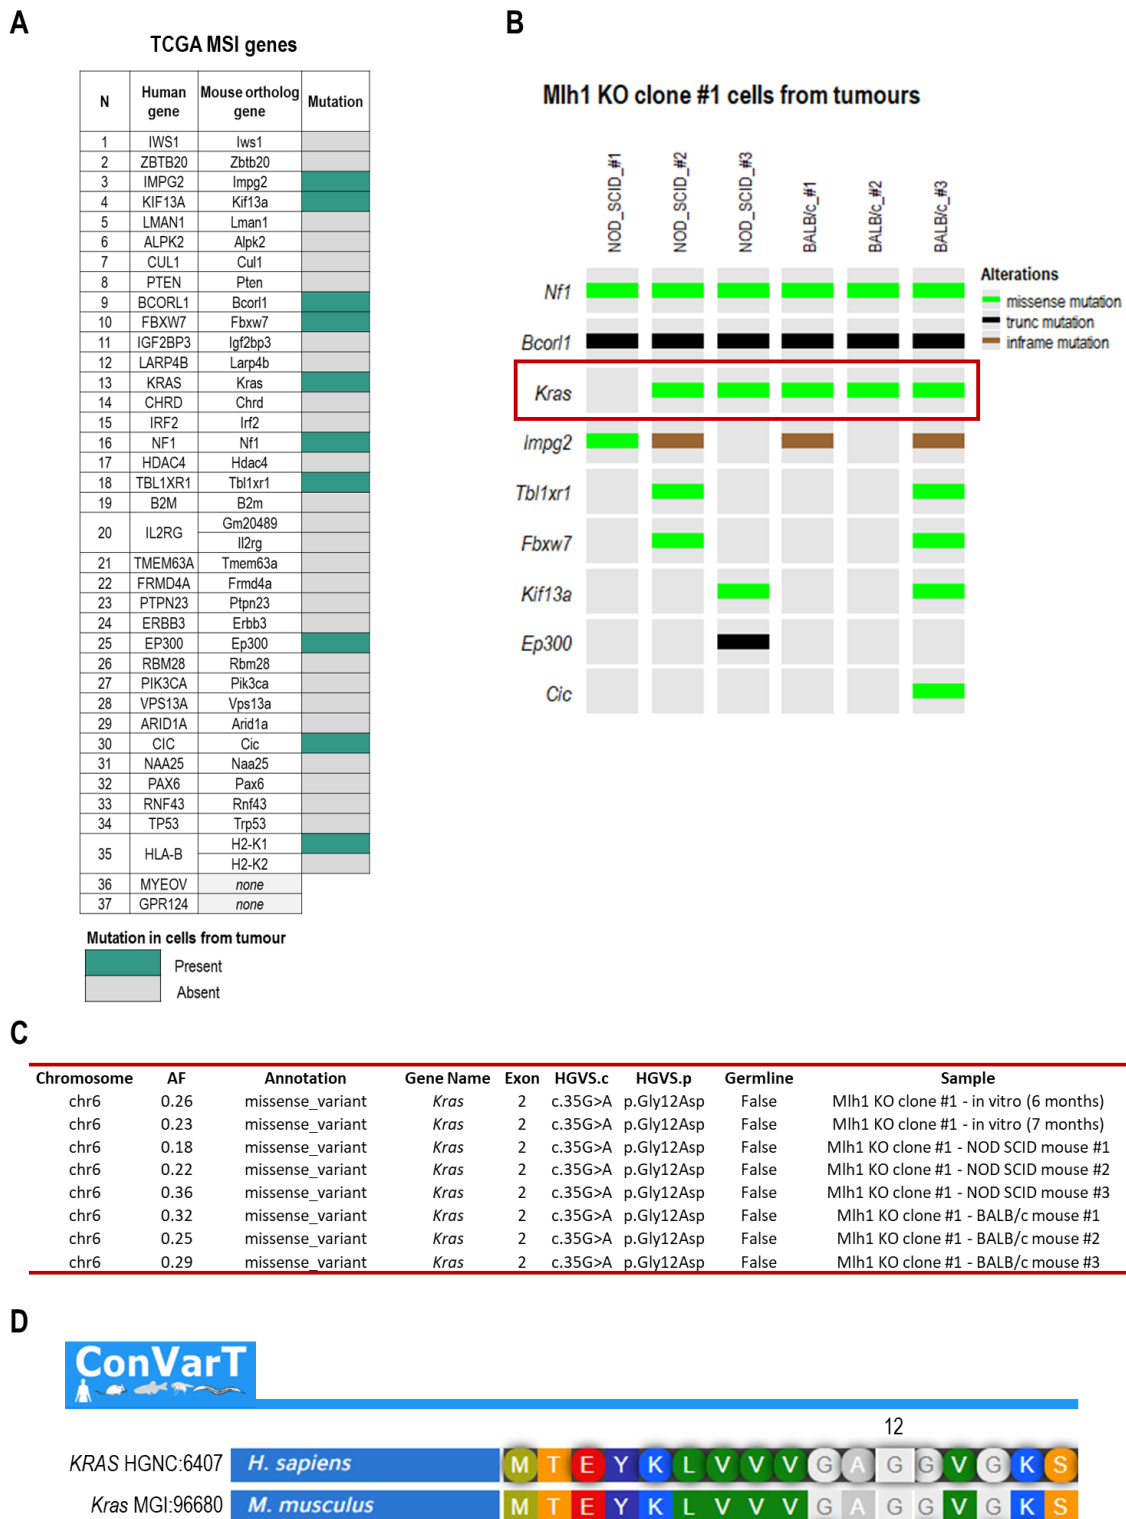 A
TCGA MSI genes
N Human gene Mouse ortholog gene Mutation
1 IWS1 Iws1
2 ZBTB20 Zbtb20
3 IMPG2 Impg2
4 KIF13A Kif13a
5 LMAN1 Lman1
6 ALPK2 Alpk2
7 CUL1 Cul1
8 PTEN Pten
9 BCORL1 Bcorl1
10 FBXW7 Fbxw7
11 IGF2BP3 Igf2bp3
12 LARP4B Larp4b
13 KRAS Kras
14 CHRD Chrd
15 IRF2 Irf2
16 NF1 Nf1
17 HDAC4 Hdac4
18 TBL1XR1 Tbl1xr1
19 B2M B2m
20 IL2RG Gm20489
Il2rg
21 TMEM63A Tmem63a
22 FRMD4A Frmd4a
23 PTPN23 Ptpn23
24 ERBB3 Erbb3
25 EP300 Ep300
26 RBM28 Rbm28
27 PIK3CA Pik3ca
28 VPS13A Vps13a
29 ARID1A Arid1a
30 CIC Cic
31 NAA25 Naa25
32 PAX6 Pax6
33 RNF43 Rnf43
34 TP53 Trp53
35 HLA-B H2-K1
H2-K2
36 MYEOV none
37 GPR124 none
Mutation in cells from tumour
Present
Absent
B
Mlh1 KO clone #1 cells from tumours
NOD_SCID_#1 NOD_SCID_#2 NOD_SCID_#3 BALB/c_#1 BALB/c_#2 BALB/c_#3
Nf1
Bcorl1
Kras
Impg2
Tbl1xr1
Fbxw7
Kif13a
Ep300
Cic
Alterations
missense mutation
trunc mutation
inframe mutation
C
Chromosome AF Annotation Gene Name Exon HGVS.c HGVS.p Germline Sample
chr6 0.26 missense_variant Kras 2 c.35G>A p.Gly12Asp False Mlh1 KO clone #1 - in vitro (6 months)
chr6 0.23 missense_variant Kras 2 c.35G>A p.Gly12Asp False Mlh1 KO clone #1 - in vitro (7 months)
chr6 0.18 missense_variant Kras 2 c.35G>A p.Gly12Asp False Mlh1 KO clone #1 - NOD SCID mouse #1
chr6 0.22 missense_variant Kras 2 c.35G>A p.Gly12Asp False Mlh1 KO clone #1 - NOD SCID mouse #2
chr6 0.36 missense_variant Kras 2 c.35G>A p.Gly12Asp False Mlh1 KO clone #1 - NOD SCID mouse #3
chr6 0.32 missense_variant Kras 2 c.35G>A p.Gly12Asp False Mlh1 KO clone #1 - BALB/c mouse #1
chr6 0.25 missense_variant Kras 2 c.35G>A p.Gly12Asp False Mlh1 KO clone #1 - BALB/c mouse #2
chr6 0.29 missense_variant Kras 2 c.35G>A p.Gly12Asp False Mlh1 KO clone #1 - BALB/c mouse #3
D
ConVarT
12
KRAS HGNC:6407 H. sapiens M T E Y K L V V V G A G G V G K S
Kras MGI:96680 M. musculus M T E Y K L V V V G A G G V G K S